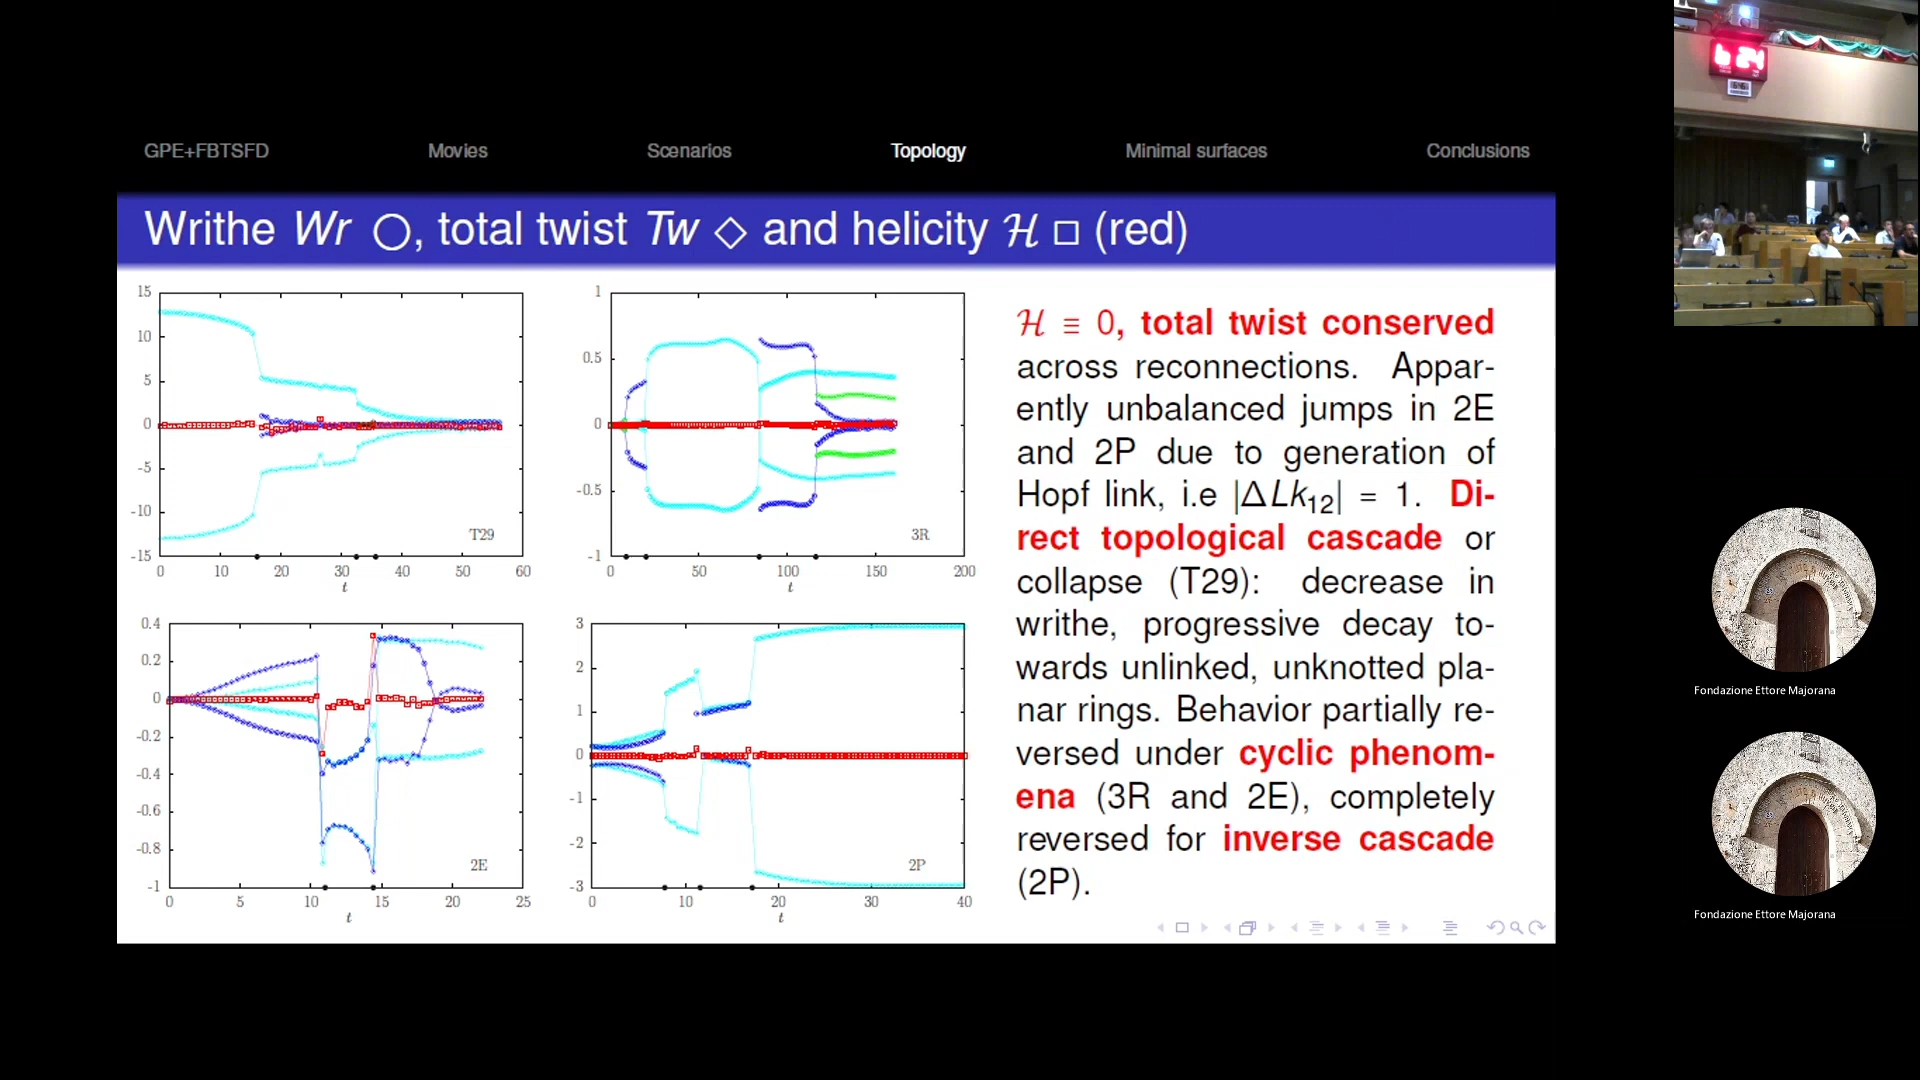 GPE+FBTSFD Movies Scenarios Topology Minimal surfaces Conclusions
Writhe Wr ○, total twist Tw ◇ and helicity ℋ □ (red)
15
10
5
0
-5
-10
-15
0 10 20 30 40 50 60
t
T29
1
0.5
0
-0.5
-1
0 50 100 150 200
t
3R
0.4
0.2
0
-0.2
-0.4
-0.6
-0.8
-1
0 5 10 15 20 25
t
2E
3
2
1
0
-1
-2
-3
0 10 20 30 40
t
2P
ℋ ≡ 0, total twist conserved
across reconnections. Appar-
ently unbalanced jumps in 2E
and 2P due to generation of
Hopf link, i.e |ΔLk₁₂| = 1. Di-
rect topological cascade or
collapse (T29): decrease in
writhe, progressive decay to-
wards unlinked, unknotted pla-
nar rings. Behavior partially re-
versed under cyclic phenom-
ena (3R and 2E), completely
reversed for inverse cascade
(2P).
Fondazione Ettore Majorana
Fondazione Ettore Majorana